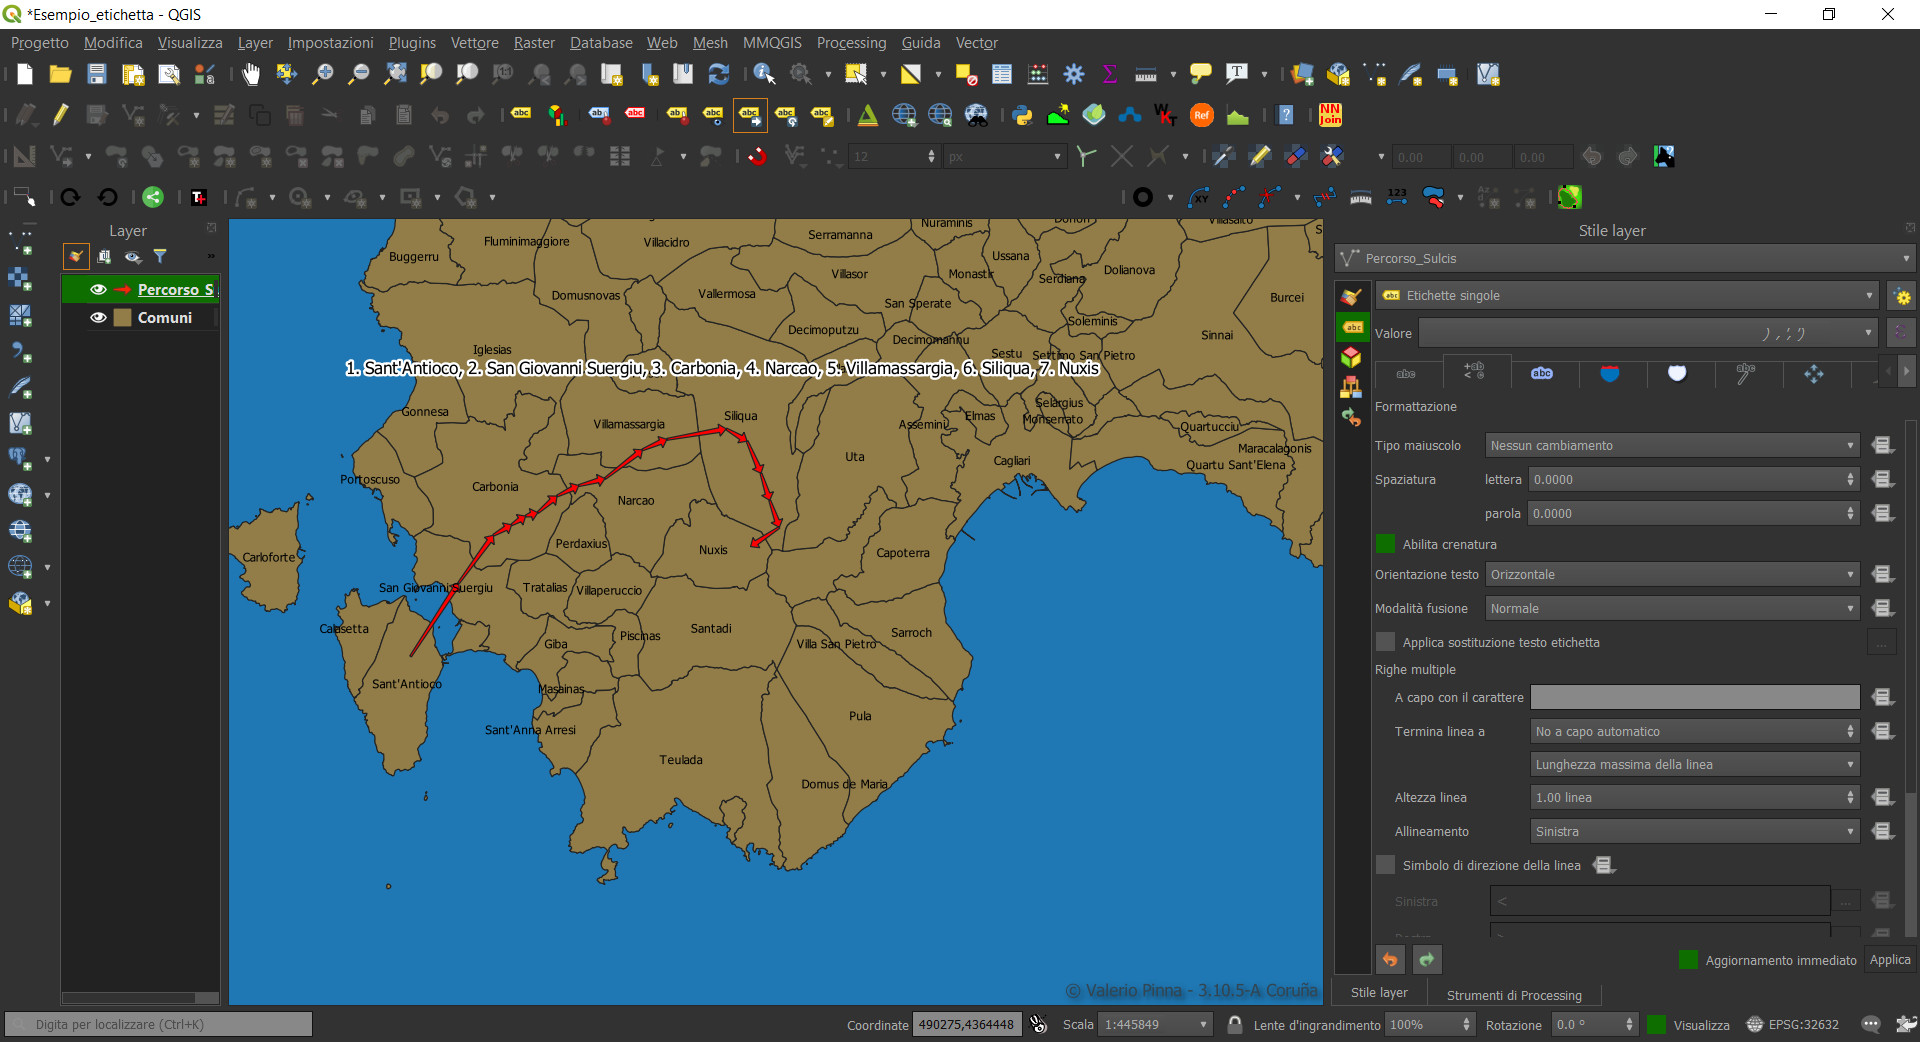 *Esempio_etichetta - QGIS
Progetto Modifica Visualizza Layer Impostazioni Plugins Vettore Raster Database Web Mesh MMQGIS Processing Guida Vector
12 px 0.00 0.00 0.00
Layer
Percorso S
Comuni
Buggerru
Fluminimaggiore
Villacidro
Serramanna
Nuraminis
Donori
Villasalto
Ussana
Monastir
Serdiana
Dolianova
Villasor
Domusnovas
Vallermosa
San Sperate
Burcei
Soleminis
Sinnai
Decimoputzu
Decimomannu
Iglesias
Sestu
Settimo San Pietro
1. Sant'Antioco, 2. San Giovanni Suergiu, 3. Carbonia, 4. Narcao, 5. Villamassargia, 6. Siliqua, 7. Nuxis
Gonnesa
Villamassargia
Siliqua
Assemini
Elmas
Selargius
Monserrato
Quartucciu
Maracalagonis
Quartu Sant'Elena
Cagliari
Uta
Portoscuso
Carbonia
Narcao
Carloforte
Perdaxius
Nuxis
Capoterra
San Giovanni Suergiu
Tratalias
Villaperuccio
Calasetta
Giba
Piscinas
Santadi
Villa San Pietro
Sarroch
Sant'Antioco
Masainas
Sant'Anna Arresi
Pula
Teulada
Domus de Maria
© Valerio Pinna - 3.10.5-A Coruña
Stile layer
Percorso_Sulcis
Etichette singole
Valore
Formattazione
Tipo maiuscolo Nessun cambiamento
Spaziatura lettera 0.0000
parola 0.0000
Abilita crenatura
Orientazione testo Orizzontale
Modalità fusione Normale
Applica sostituzione testo etichetta ...
Righe multiple
A capo con il carattere
Termina linea a No a capo automatico
Lunghezza massima della linea
Altezza linea 1.00 linea
Allineamento Sinistra
Simbolo di direzione della linea
Sinistra < ...
Aggiornamento immediato Applica
Stile layer Strumenti di Processing
Digita per localizzare (Ctrl+K) Coordinate 490275,4364448 Scala 1:445849 Lente d'ingrandimento 100% Rotazione 0.0 ° Visualizza EPSG:32632